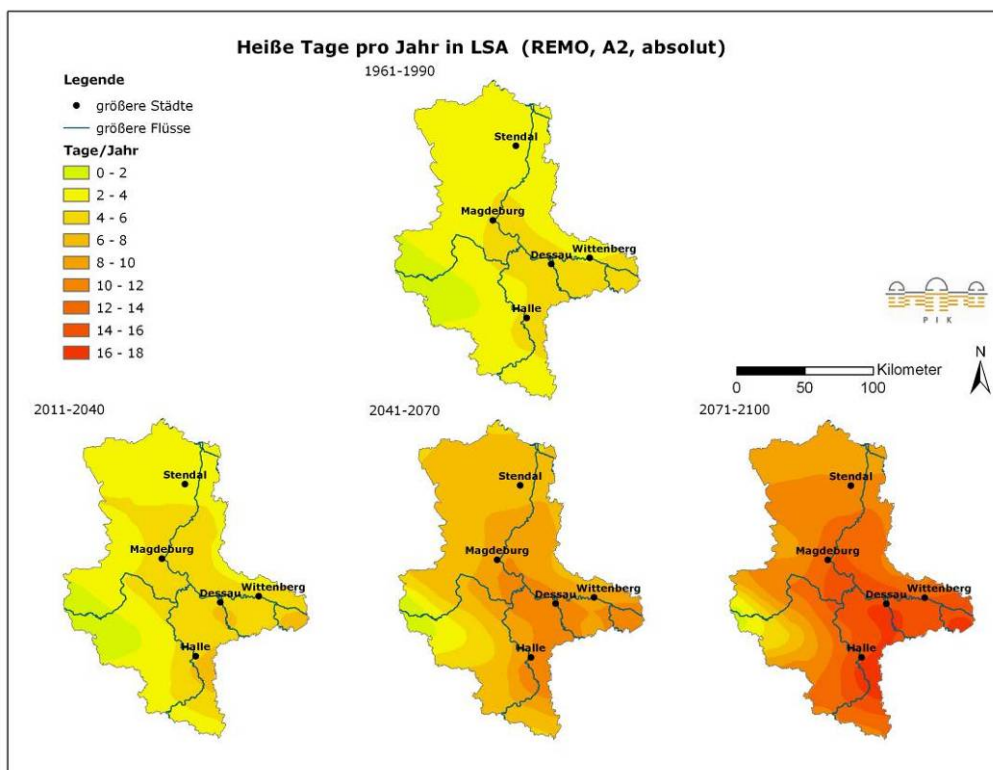 Heiße Tage pro Jahr in LSA (REMO, A2, absolut)
1961-1990
Legende
größere Städte
größere Flüsse
Tage/Jahr
0 - 2
2 - 4
4 - 6
6 - 8
8 - 10
10 - 12
12 - 14
14 - 16
16 - 18
Stendal
Magdeburg
Dessau
Wittenberg
Halle
P I K
N
Kilometer
0 50 100
2011-2040
Stendal
Magdeburg
Dessau
Wittenberg
Halle
2041-2070
Stendal
Magdeburg
Dessau
Wittenberg
Halle
2071-2100
Stendal
Magdeburg
Dessau
Wittenberg
Halle